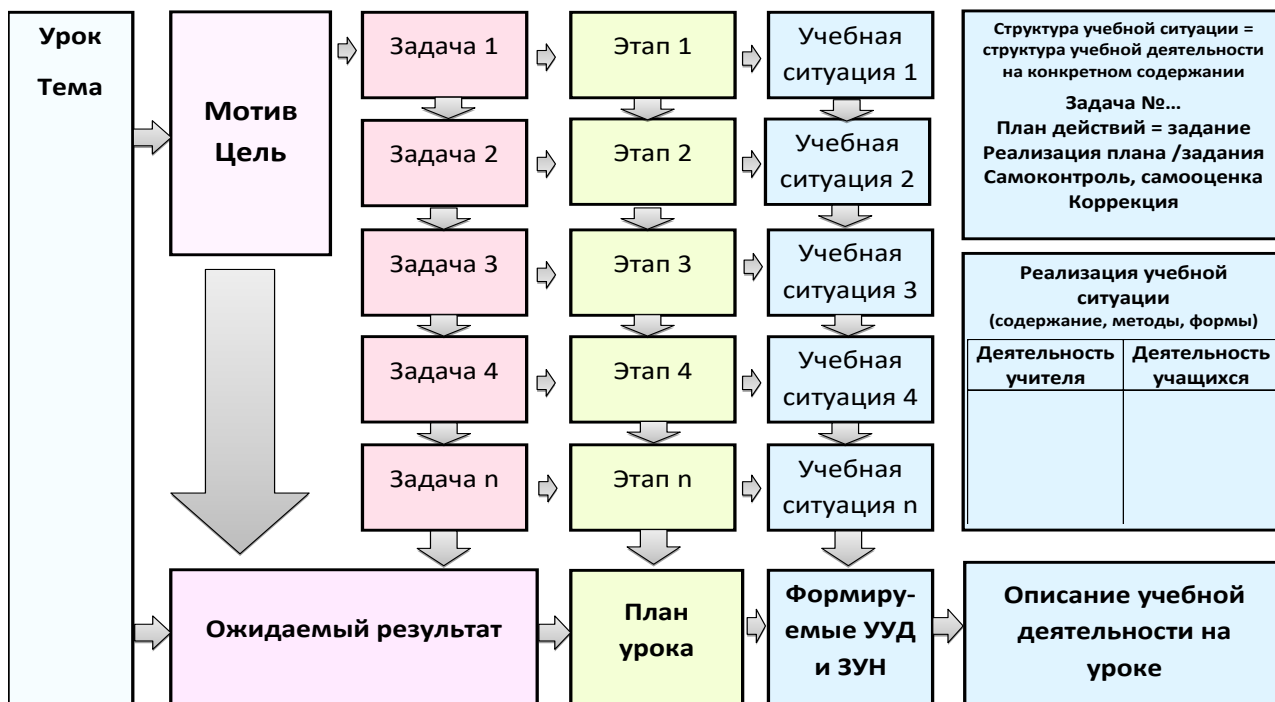 Урок
Тема
Мотив
Цель
Задача 1
Этап 1
Учебная
ситуация 1
Задача 2
Этап 2
Учебная
ситуация 2
Задача 3
Этап 3
Учебная
ситуация 3
Задача 4
Этап 4
Учебная
ситуация 4
Задача n
Этап n
Учебная
ситуация n
Структура учебной ситуации =
структура учебной деятельности
на конкретном содержании
Задача №...
План действий = задание
Реализация плана /задания
Самоконтроль, самооценка
Коррекция
Реализация учебной
ситуации
(содержание, методы, формы)
Деятельность
учителя
Деятельность
учащихся
Ожидаемый результат
План
урока
Формиру-
емые УУД
и ЗУН
Описание учебной
деятельности на
уроке